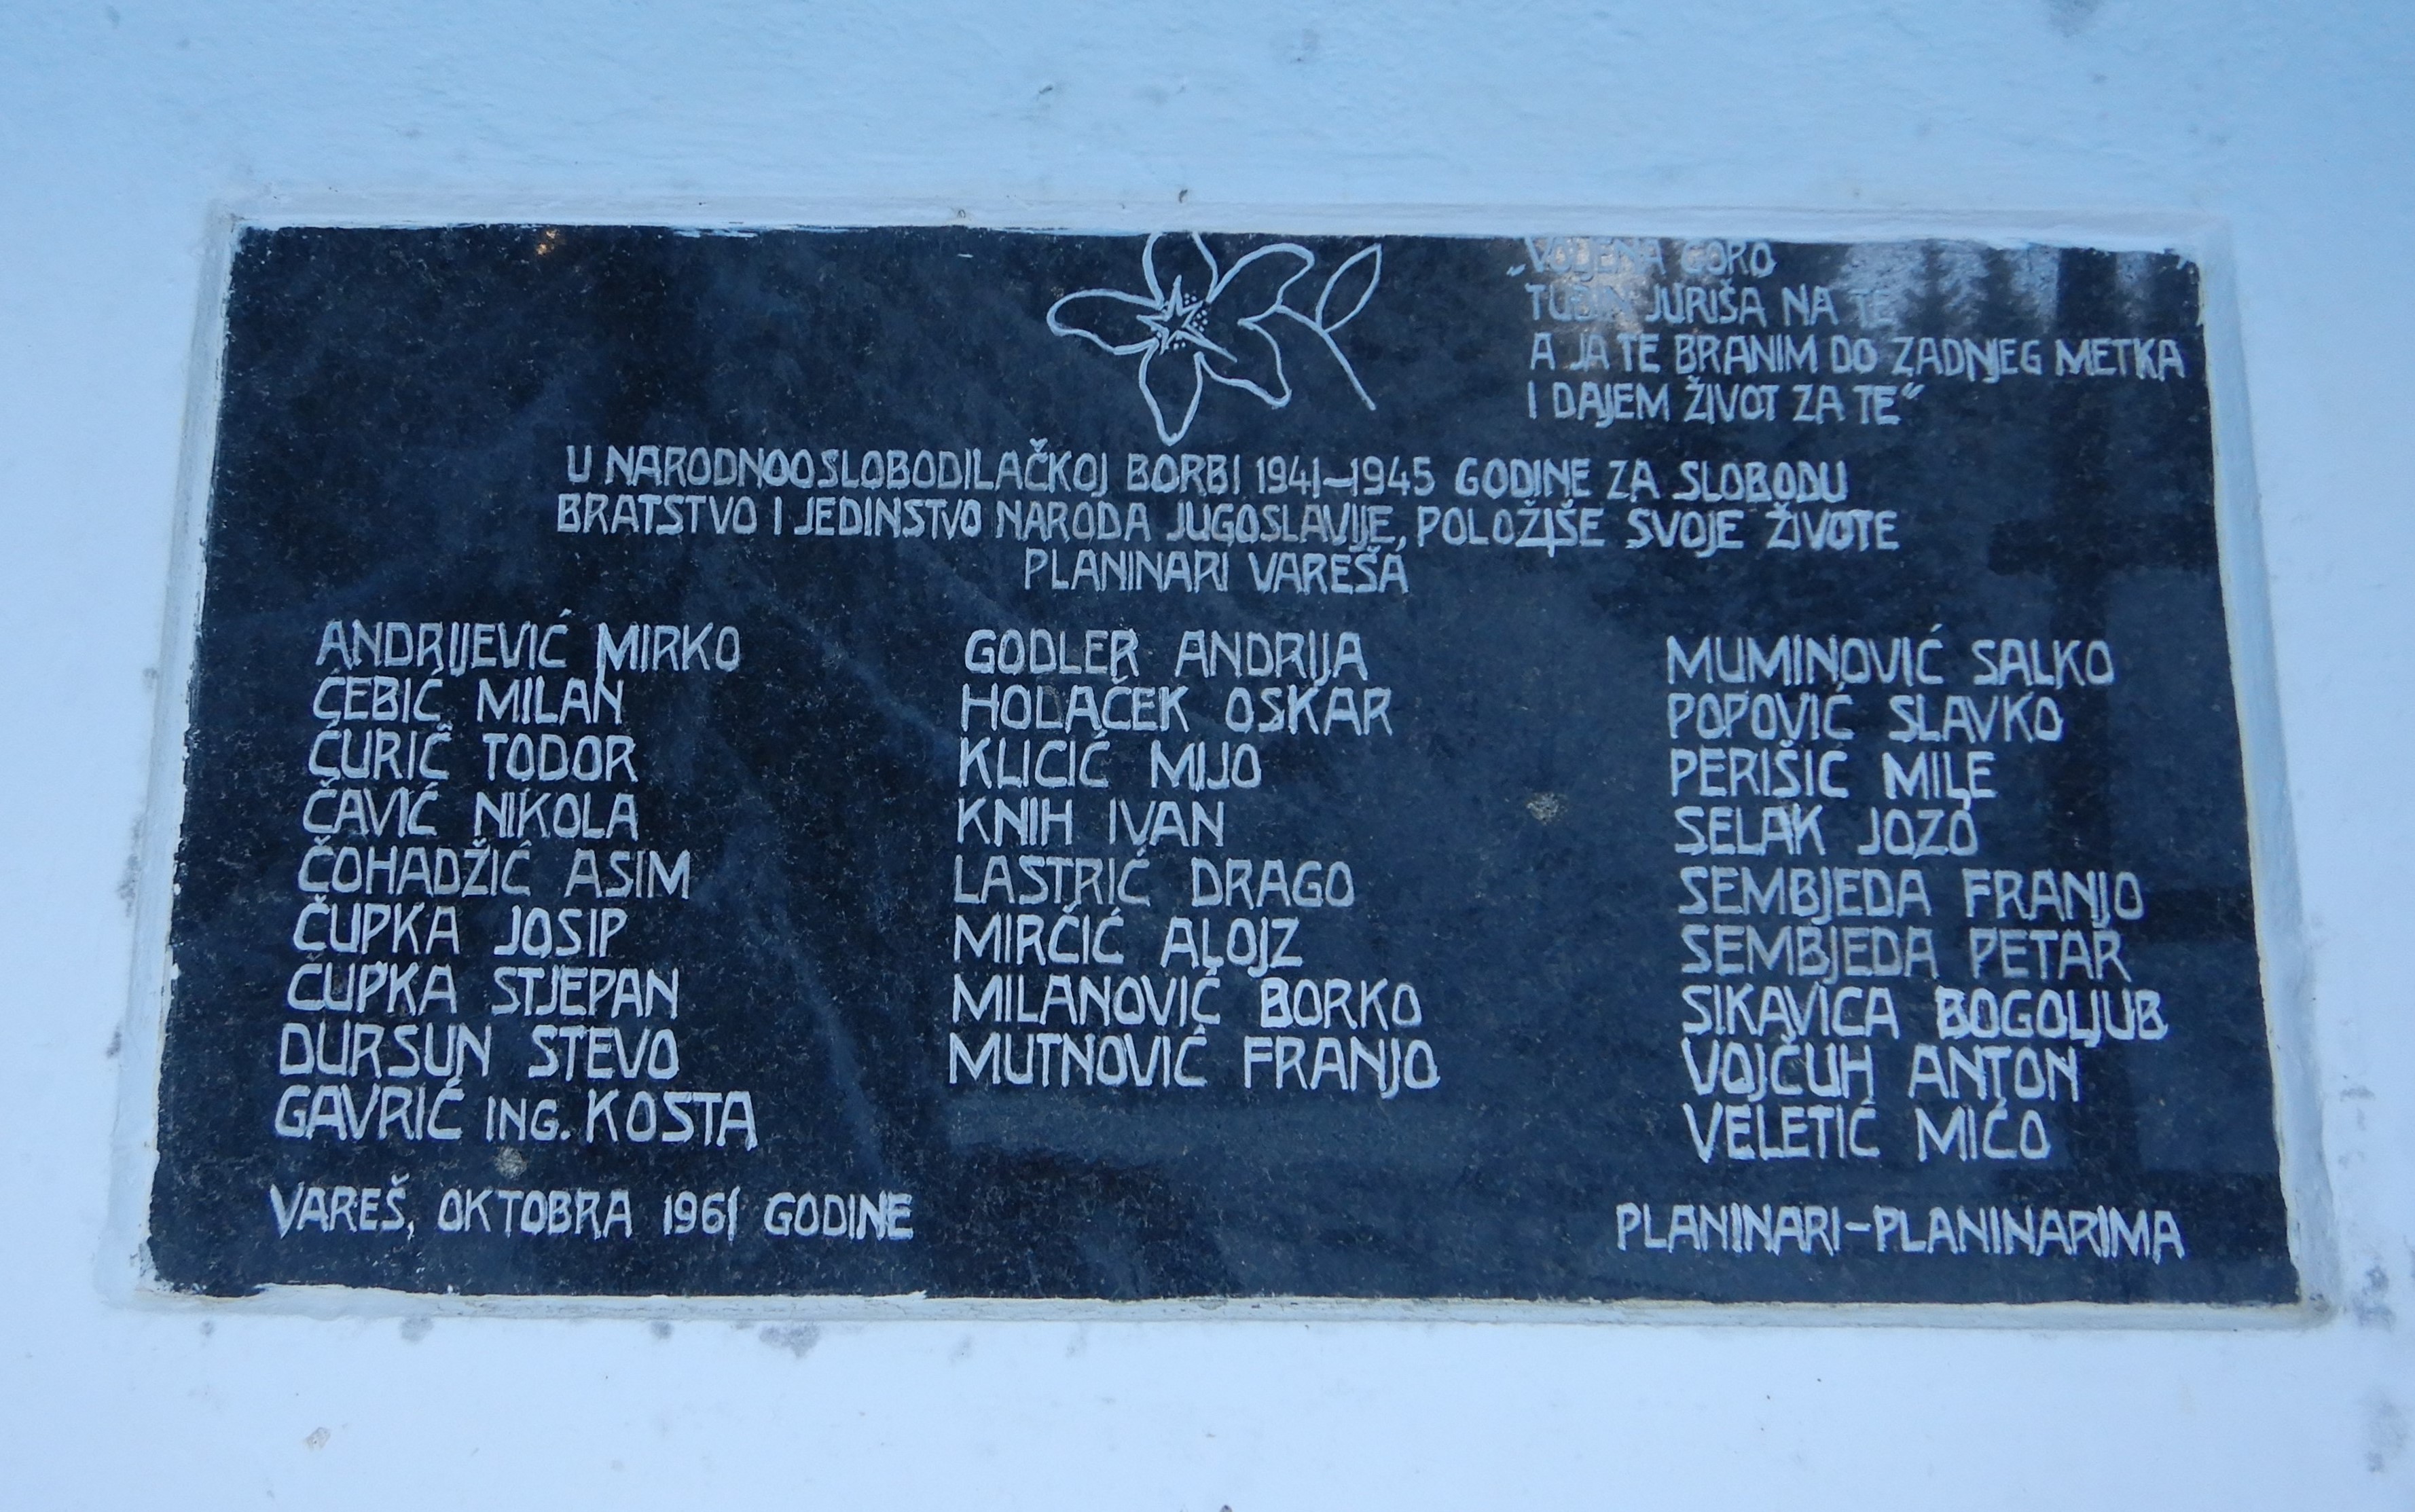 „VOLJENA GORO
TUĐIN JURIŠA NA TE
A JA TE BRANIM DO ZADNJEG METKA
I DAJEM ŽIVOT ZA TE“
U NARODNOOSLOBODILAČKOJ BORBI 1941–1945 GODINE ZA SLOBODU
BRATSTVO I JEDINSTVO NARODA JUGOSLAVIJE, POLOŽIŠE SVOJE ŽIVOTE
PLANINARI VAREŠA
ANDRIJEVIĆ MIRKO
ĆEBIĆ MILAN
ĆURIĆ TODOR
ČAVIĆ NIKOLA
ČOHADŽIĆ ASIM
ČUPKA JOSIP
ČUPKA STJEPAN
DURSUN STEVO
GAVRIĆ ING. KOSTA
GODLER ANDRIJA
HOLAČEK OSKAR
KLICIĆ MIJO
KNIH IVAN
LASTRIĆ DRAGO
MIRČIĆ ALOJZ
MILANOVIĆ BORKO
MUTNOVIĆ FRANJO
MUMINOVIĆ SALKO
POPOVIĆ SLAVKO
PERIŠIĆ MILE
SELAK JOZO
SEMBJEDA FRANJO
SEMBJEDA PETAR
SIKAVICA BOGOLJUB
VOJČUH ANTON
VELETIĆ MIĆO
VAREŠ, OKTOBRA 1961 GODINE
PLANINARI–PLANINARIMA